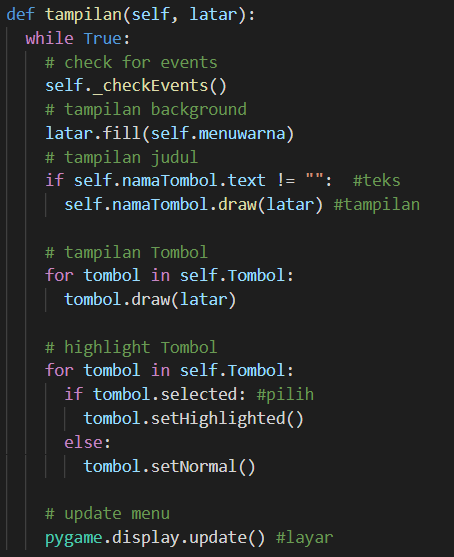 def tampilan(self, latar):
  while True:
    # check for events
    self._checkEvents()
    # tampilan background
    latar.fill(self.menuwarna)
    # tampilan judul
    if self.namaTombol.text != "":  #teks
      self.namaTombol.draw(latar) #tampilan

    # tampilan Tombol
    for tombol in self.Tombol:
      tombol.draw(latar)

    # highlight Tombol
    for tombol in self.Tombol:
      if tombol.selected: #pilih
        tombol.setHighlighted()
      else:
        tombol.setNormal()

    # update menu
    pygame.display.update() #layar